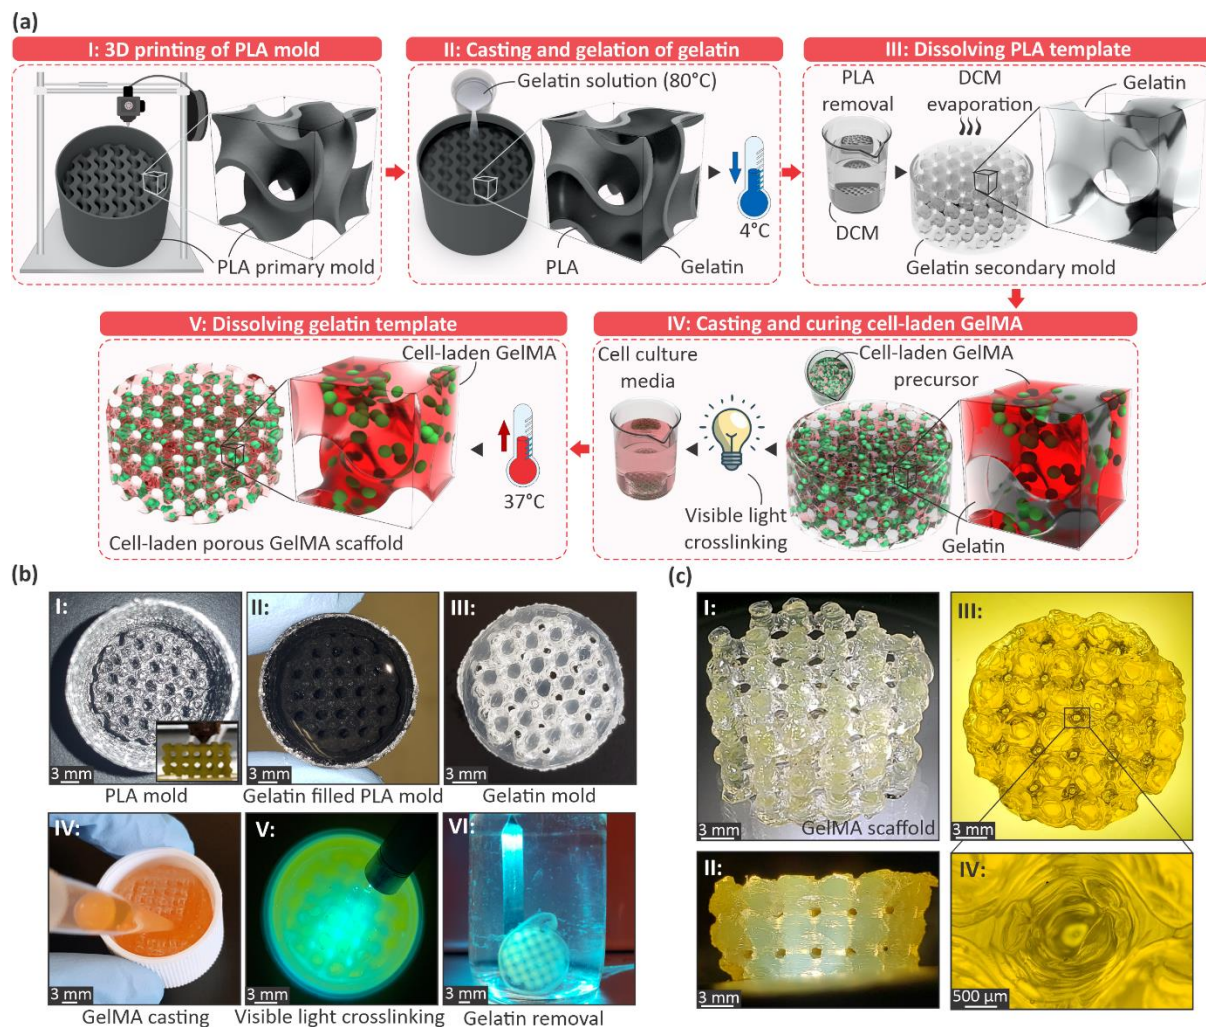 (a)
I: 3D printing of PLA mold
PLA primary mold
II: Casting and gelation of gelatin
Gelatin solution (80°C)
4°C
PLA
Gelatin
III: Dissolving PLA template
PLA
removal
DCM
evaporation
Gelatin
DCM
Gelatin secondary mold
V: Dissolving gelatin template
Cell-laden GelMA
37°C
Cell-laden porous GelMA scaffold
IV: Casting and curing cell-laden GelMA
Cell culture
media
Cell-laden GelMA
precursor
Visible light
crosslinking
Gelatin
(b)
I:
3 mm
PLA mold
II:
3 mm
Gelatin filled PLA mold
III:
3 mm
Gelatin mold
IV:
3 mm
GelMA casting
V:
3 mm
Visible light crosslinking
VI:
3 mm
Gelatin removal
(c)
I:
3 mm
GelMA scaffold
II:
3 mm
III:
3 mm
IV:
500 µm